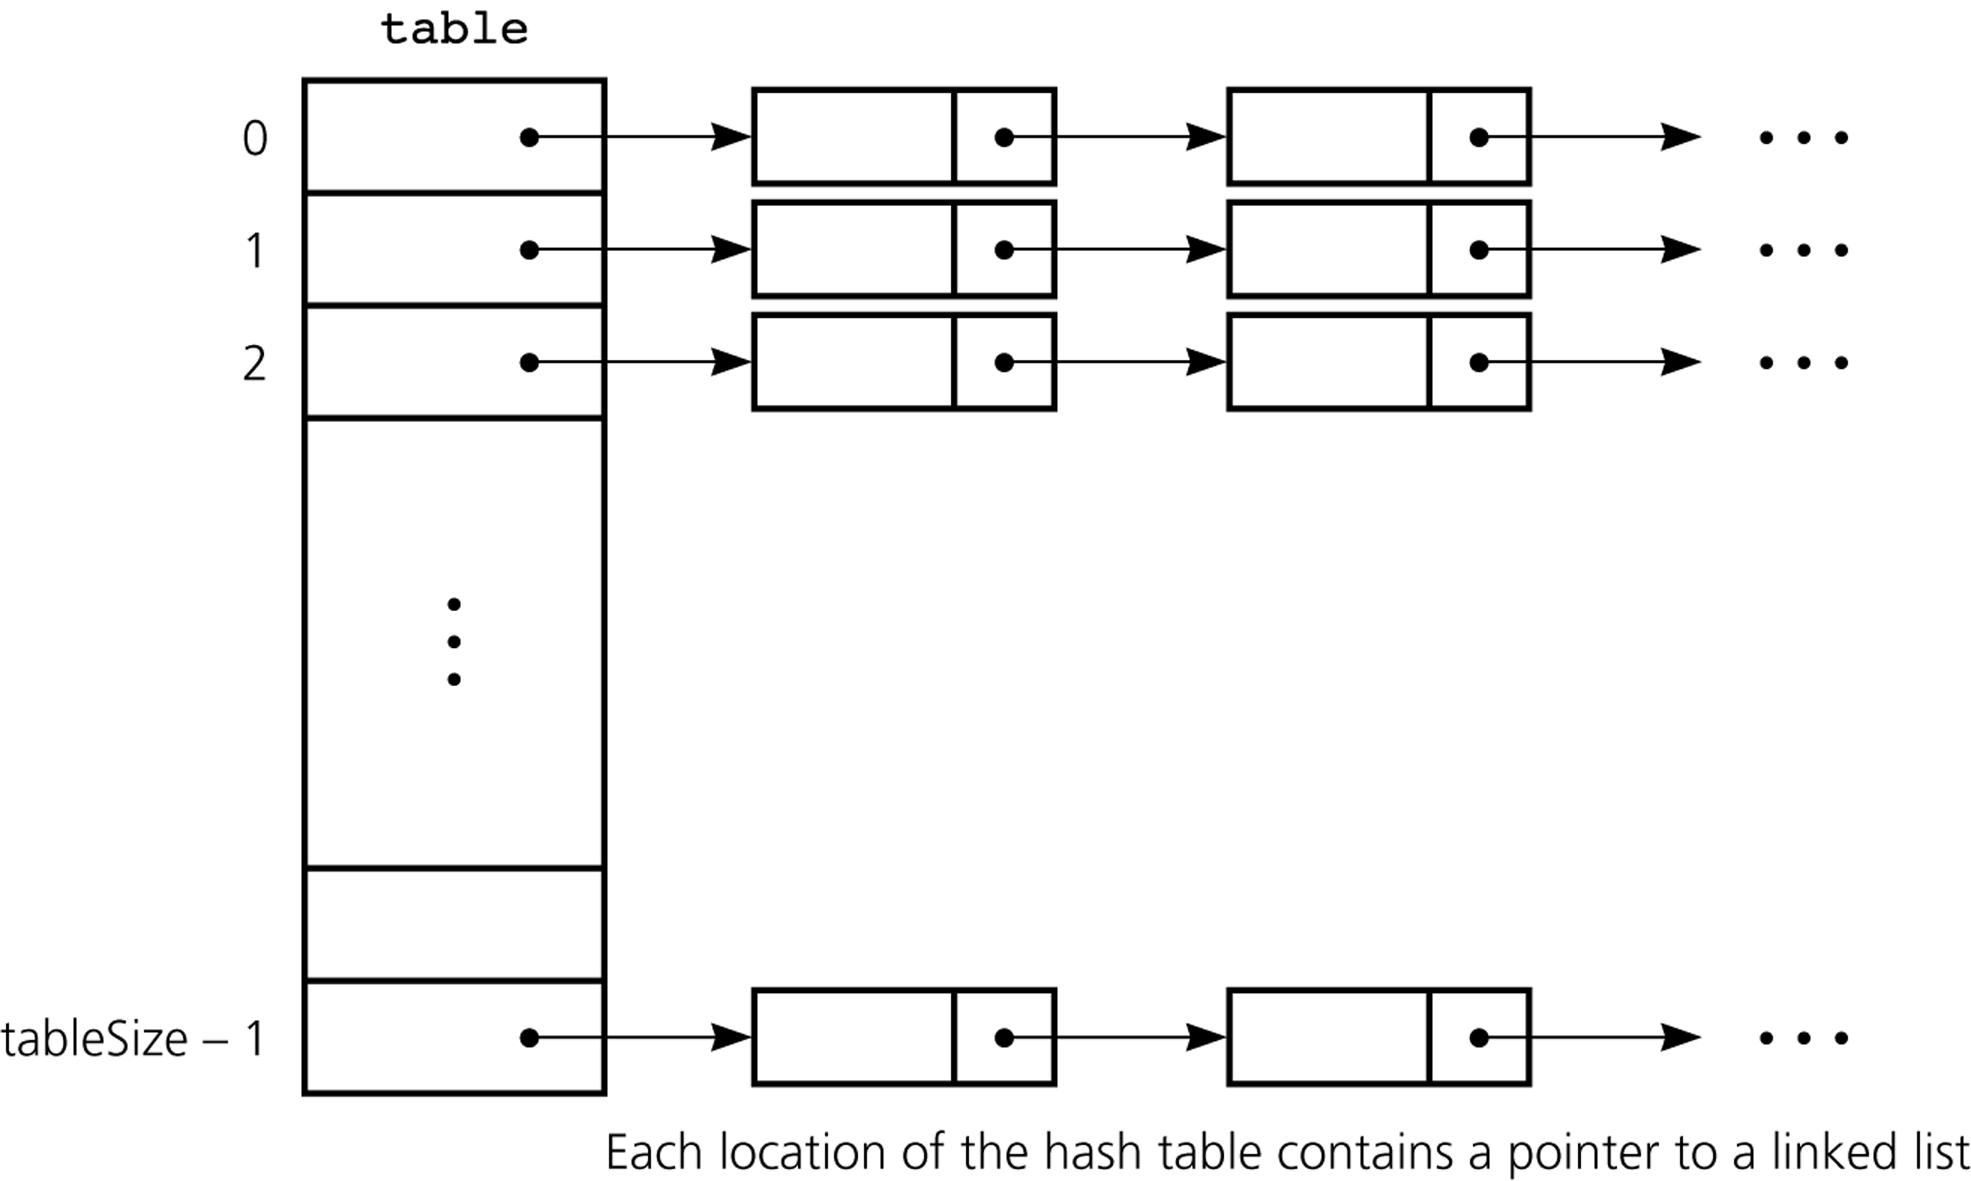 table
0
1
2
tableSize – 1
Each location of the hash table contains a pointer to a linked list